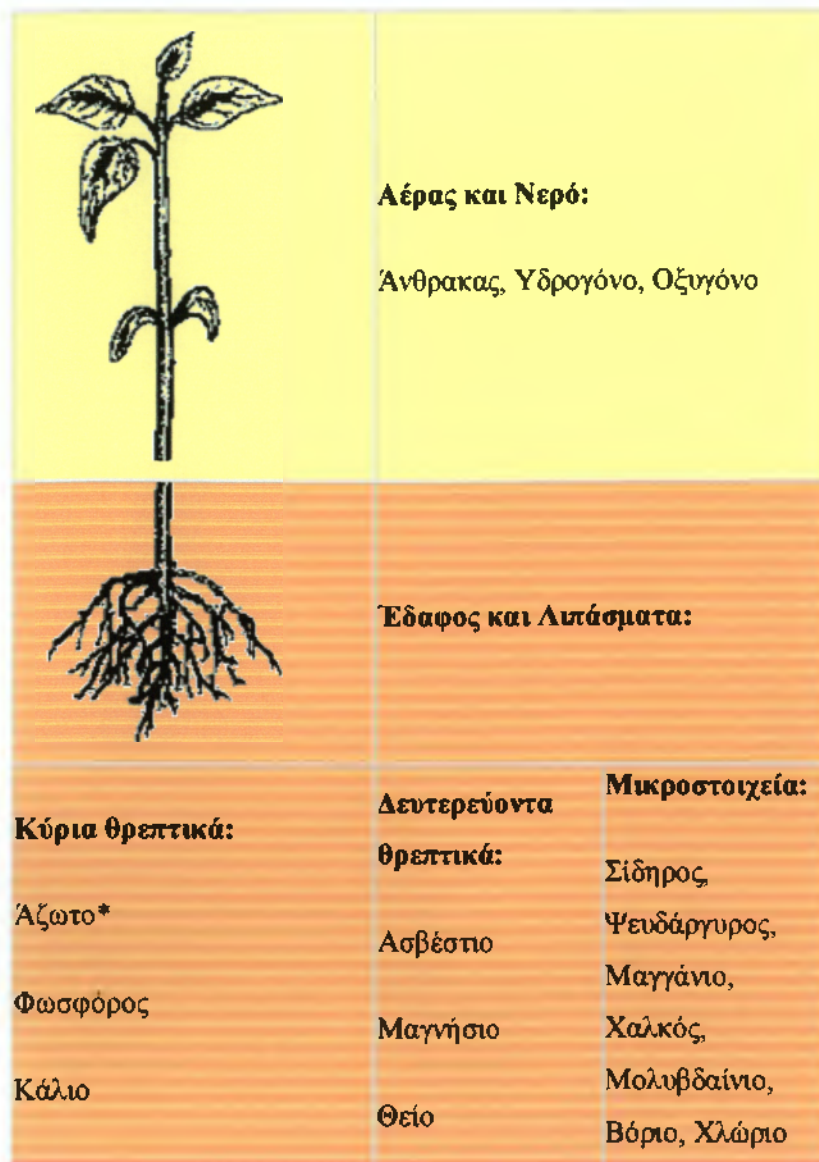 Αέρας και Νερό:
Άνθρακας, Υδρογόνο, Οξυγόνο
Έδαφος και Λιπάσματα:
Κύρια θρεπτικά:
Άζωτο*
Φωσφόρος
Κάλιο
Δευτερεύοντα
θρεπτικά:
Ασβέστιο
Μαγνήσιο
Θείο
Μικροστοιχεία:
Σίδηρος,
Ψευδάργυρος,
Μαγγάνιο,
Χαλκός,
Μολυβδαίνιο,
Βόριο, Χλώριο